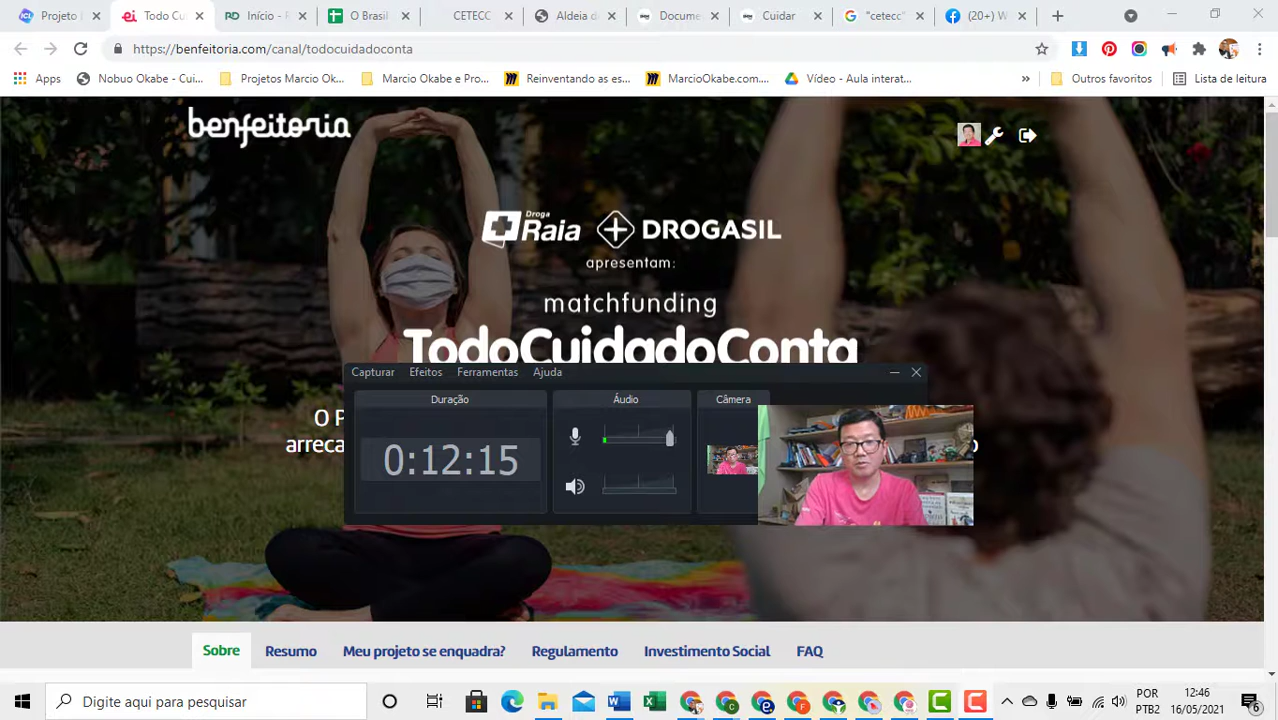 Projeto I
Todo Cu
Início - R
O Brasil
CETECC
Aldeia da
Docume
Cuidar
"cetecc"
(20+) W
https://benfeitoria.com/canal/todocuidadoconta
Apps
Nobuo Okabe - Cui...
Projetos Marcio Ok...
Marcio Okabe e Pro...
Reinventando as es...
MarcioOkabe.com....
Vídeo - Aula interat...
»
Outros favoritos
Lista de leitura
benfeitoria
Droga
Raia
DROGASIL
apresentam:
matchfunding
TodoCuidadoConta
O P
arreca
o
Capturar
Efeitos
Ferramentas
Ajuda
Duração
Áudio
Câmera
0:12:15
Sobre
Resumo
Meu projeto se enquadra?
Regulamento
Investimento Social
FAQ
Digite aqui para pesquisar
POR
PTB2
12:46
16/05/2021
6